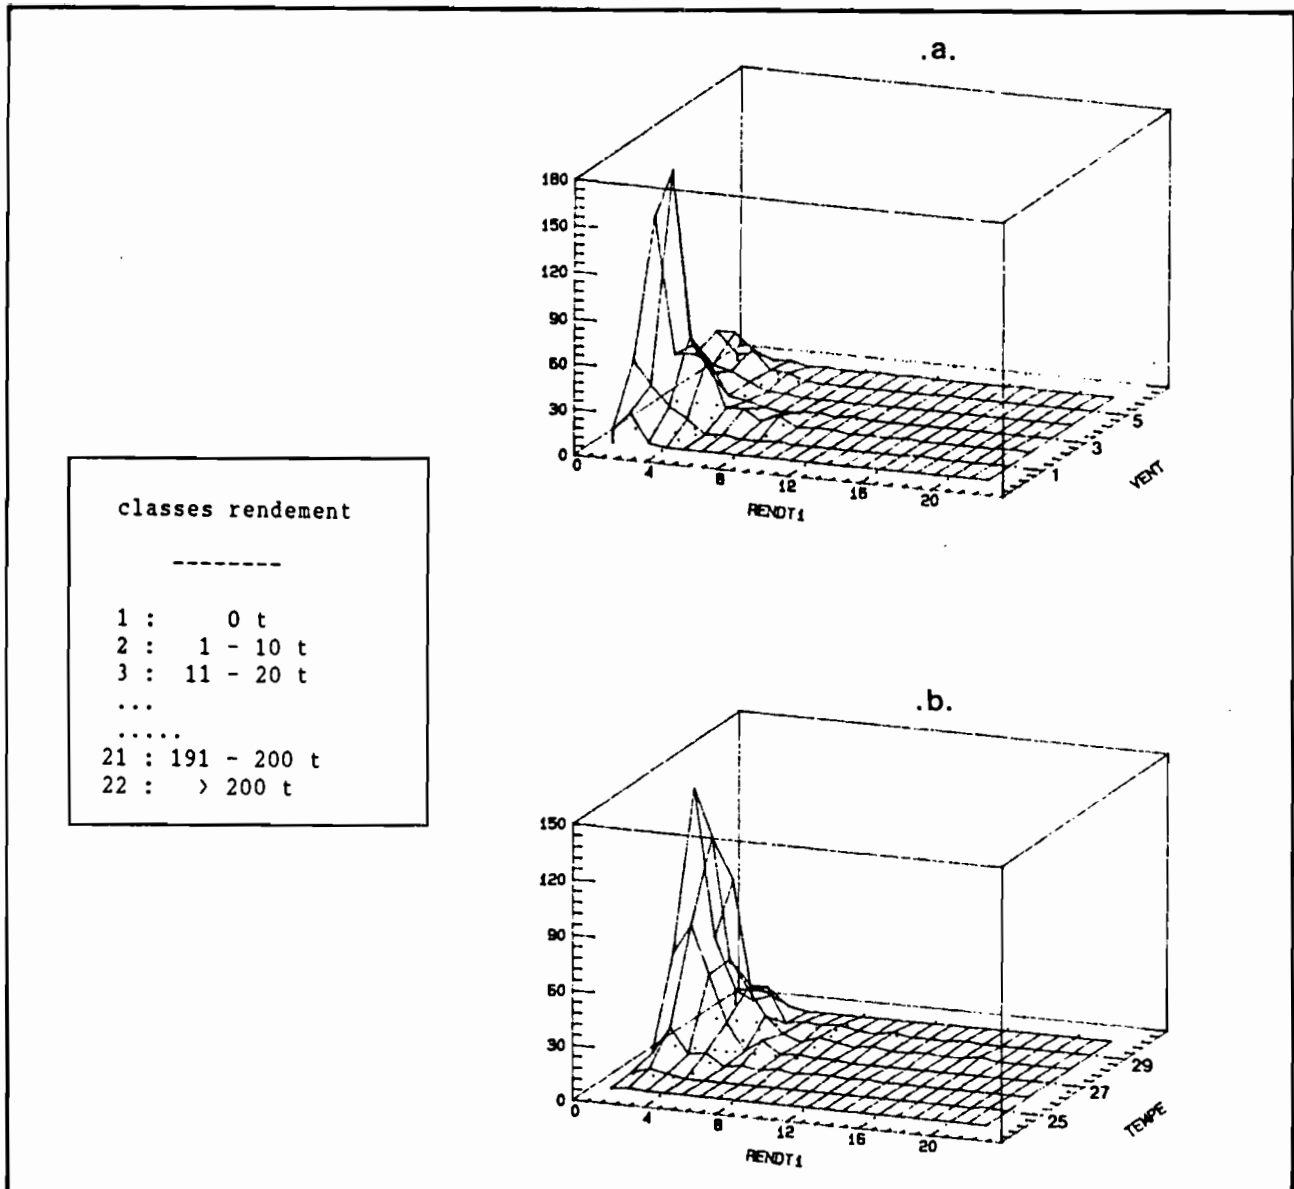 .a.
180
150
120
90
60
30
0
0
4
8
12
16
20
RENDT1
1
3
5
VENT
classes rendement
--------
1 : 0 t
2 : 1 - 10 t
3 : 11 - 20 t
...
.....
21 : 191 - 200 t
22 : > 200 t
.b.
150
120
90
60
30
0
0
4
8
12
16
20
RENDT1
25
27
29
TEMPE